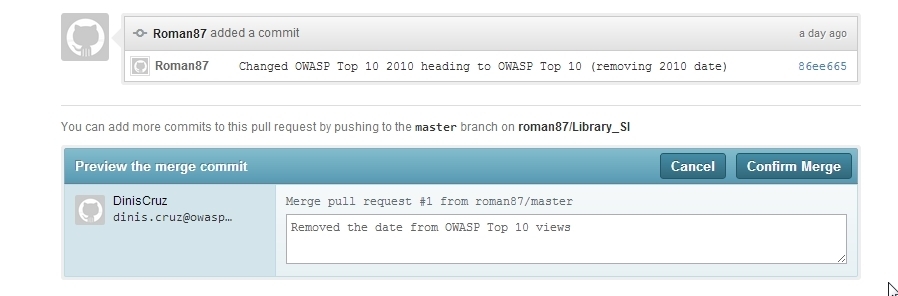 Roman87 added a commit a day ago
Roman87 Changed OWASP Top 10 2010 heading to OWASP Top 10 (removing 2010 date) 86ee665
You can add more commits to this pull request by pushing to the master branch on roman87/Library_SI
Preview the merge commit Cancel Confirm Merge
DinisCruz Merge pull request #1 from roman87/master
dinis.cruz@owasp…
Removed the date from OWASP Top 10 views